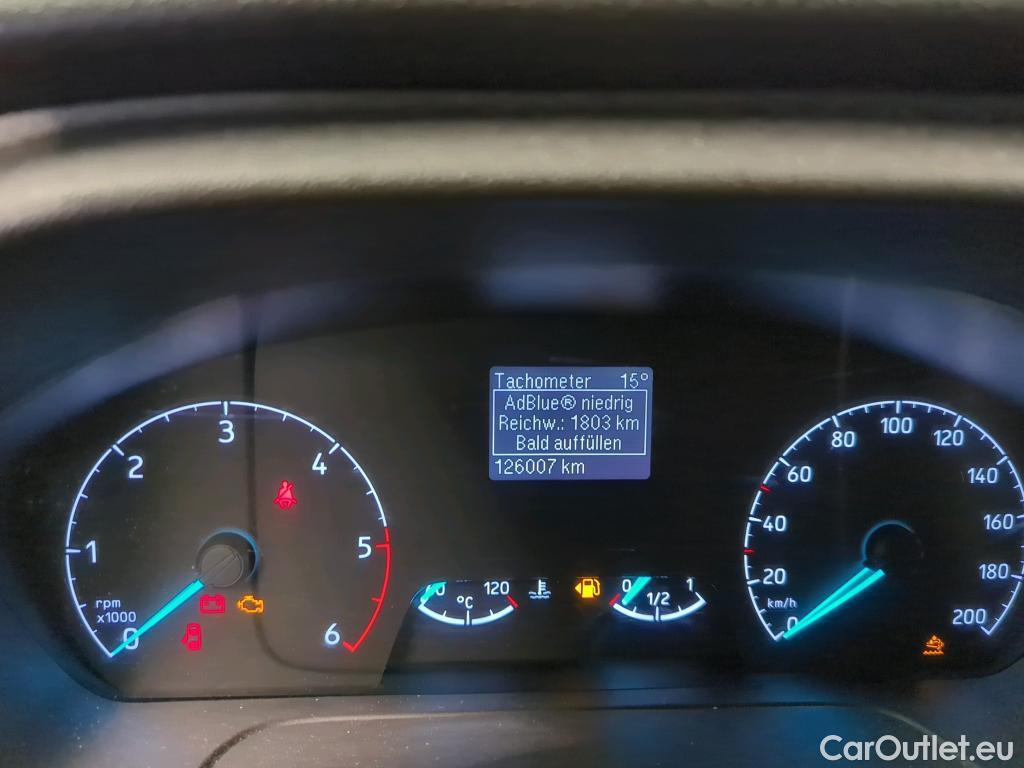 Tachometer 15°
AdBlue® niedrig
Reichw.: 1803 km
Bald auffüllen
126007 km
0
1
2
3
4
5
6
rpm
x1000
0
120
°C
0
1/2
1
0
20
40
60
80
100
120
140
160
180
200
km/h
CarOutlet.eu